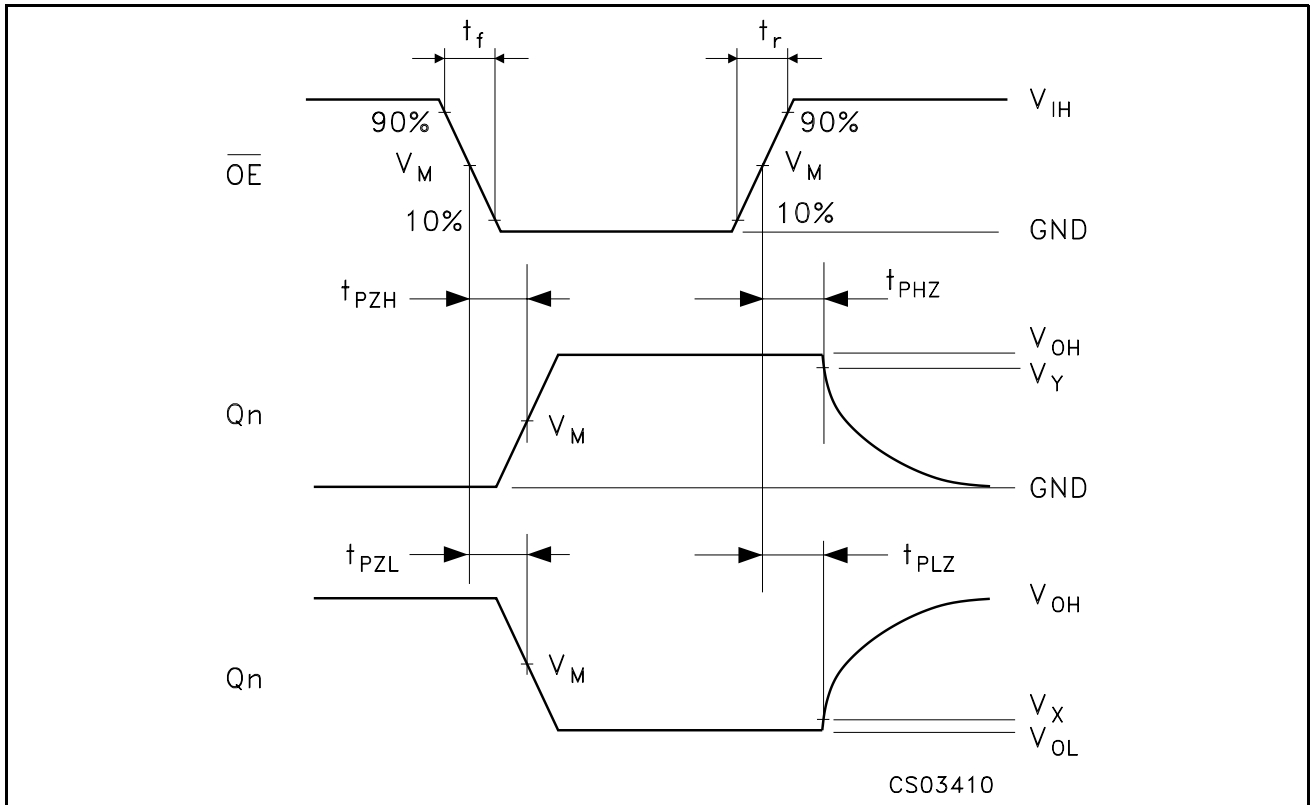 t_f t_r
V_IH
90% 90%
OE V_M V_M
10% 10%
GND
t_PZH t_PHZ
V_OH
V_Y
Qn V_M
GND
t_PZL t_PLZ
V_OH
V_M
Qn
V_X
V_OL
CS03410